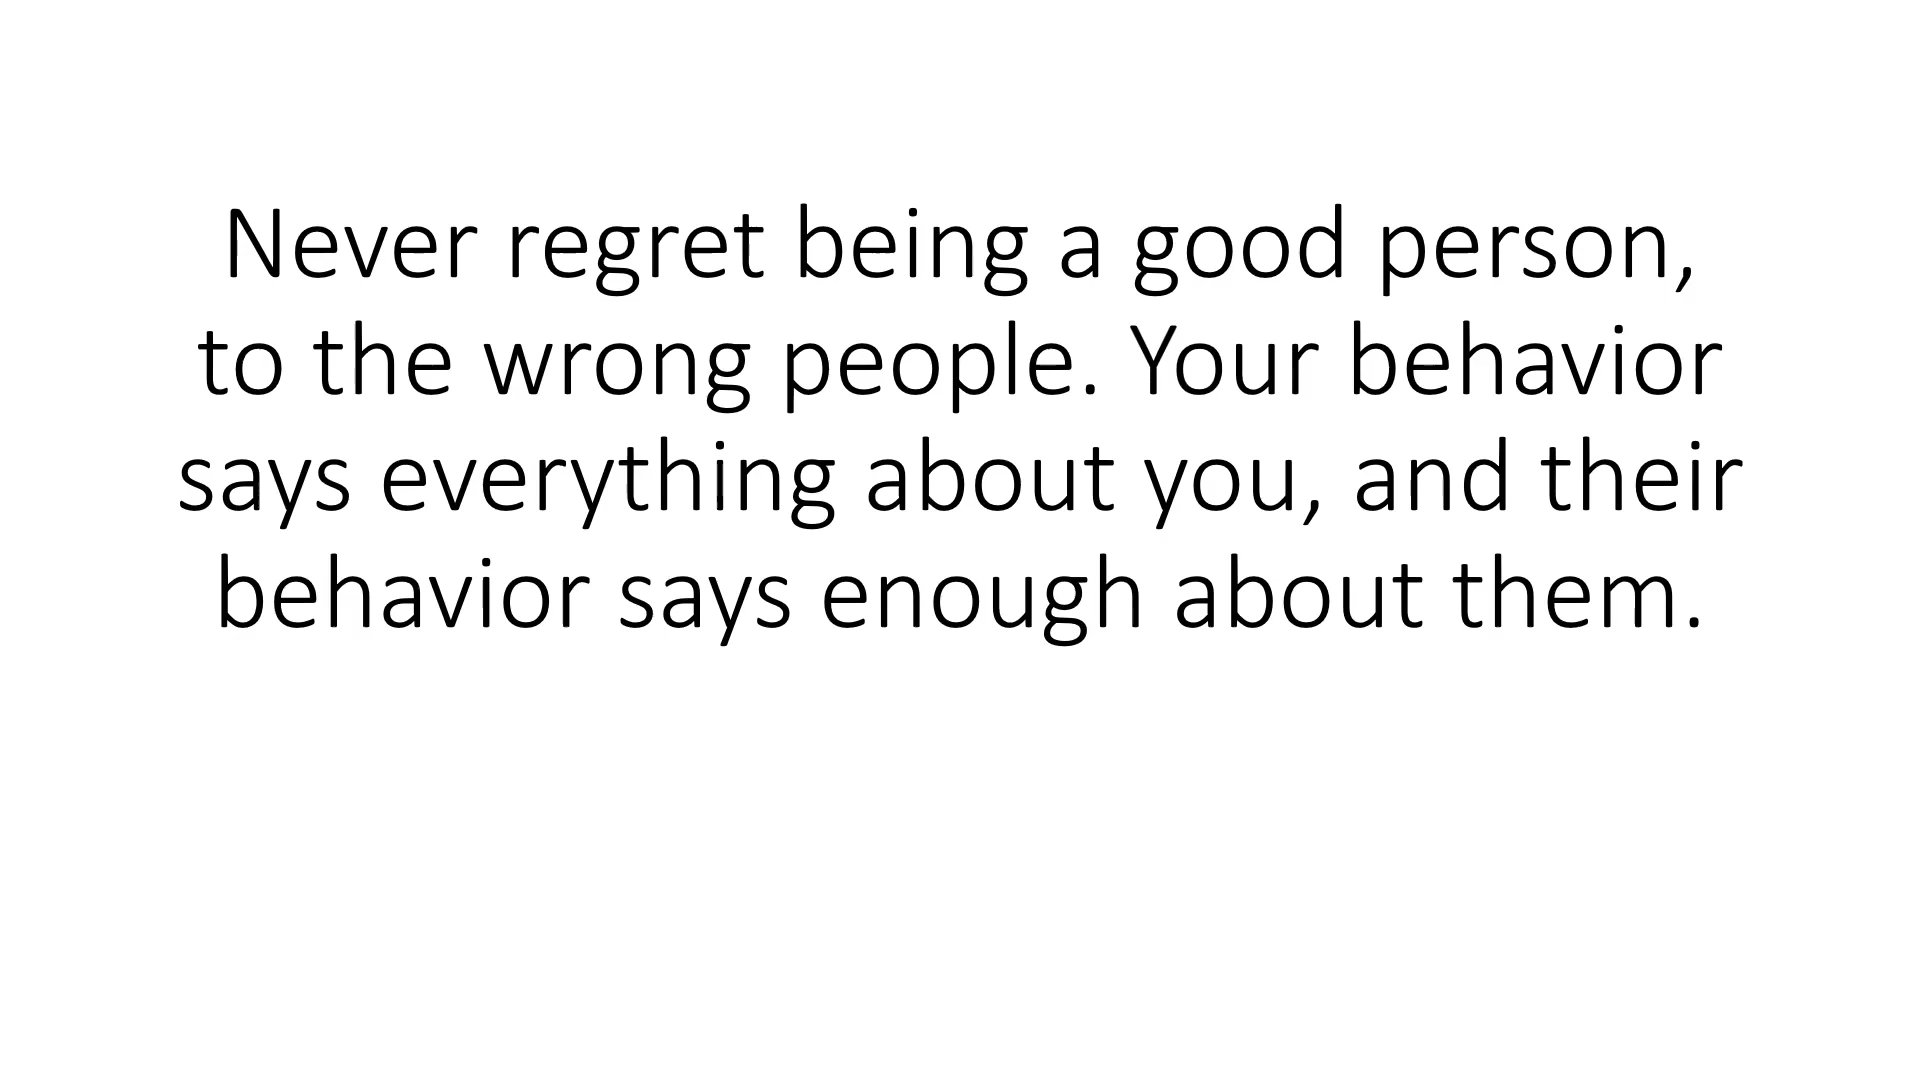 Never regret being a good person,
to the wrong people. Your behavior
says everything about you, and their
behavior says enough about them.